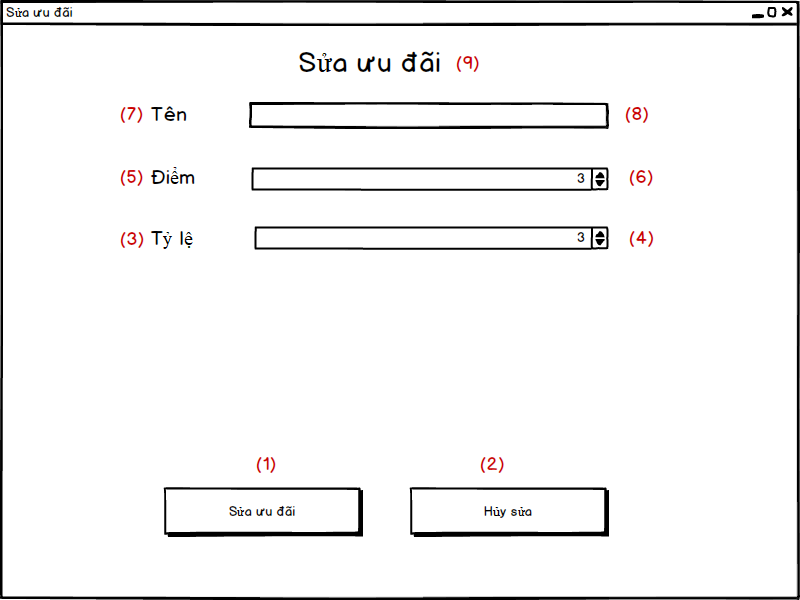 Sửa ưu đãi
Sửa ưu đãi (9)
(7) Tên (8)
(5) Điểm 3 (6)
(3) Tỷ lệ 3 (4)
(1) (2)
Sửa ưu đãi Hủy sửa